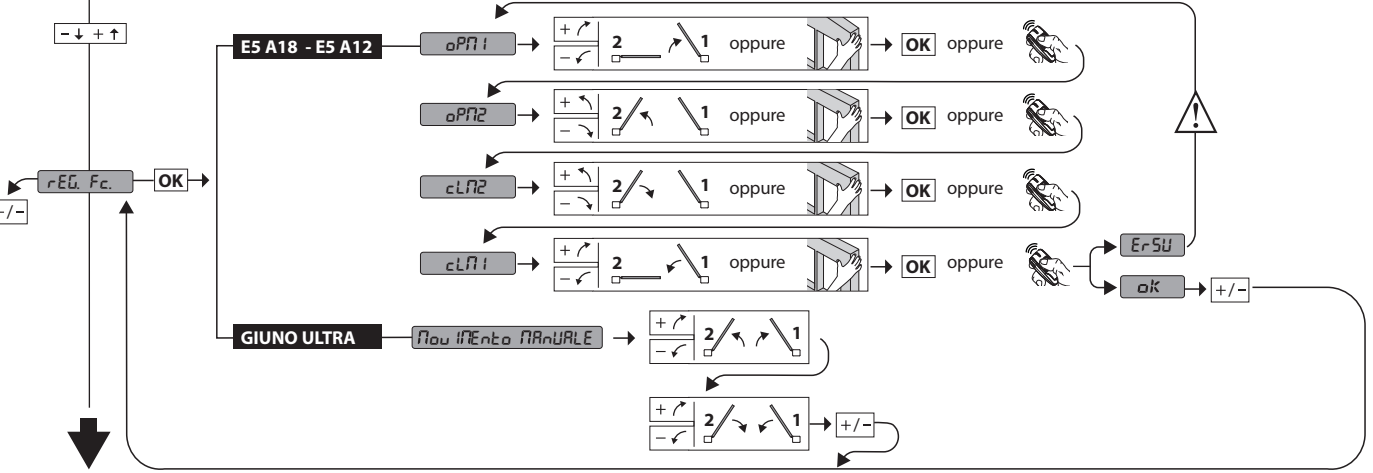 - ↓ + ↑
E5 A18 - E5 A12
oPM1
+
-
2
1
oppure
OK
oppure
oPM2
+
-
2
1
oppure
OK
oppure
!
rEG. Fc.
OK
+/-
cLM2
+
-
2
1
oppure
OK
oppure
cLM1
+
-
2
1
oppure
OK
oppure
ErSU
oK
+/-
GIUNO ULTRA
MovIMEnto MAnUALE
+
-
2
1
+
-
2
1
+/-